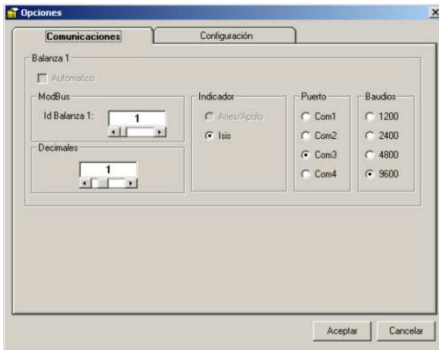 Opciones
Comunicaciones
Configuración
Balanza 1
Automatico
ModBus
Id Balanza 1:
1
Decimales
1
Indicador
Aries/Apolo
Isis
Puerto
Com1
Com2
Com3
Com4
Baudios
1200
2400
4800
9600
Aceptar
Cancelar